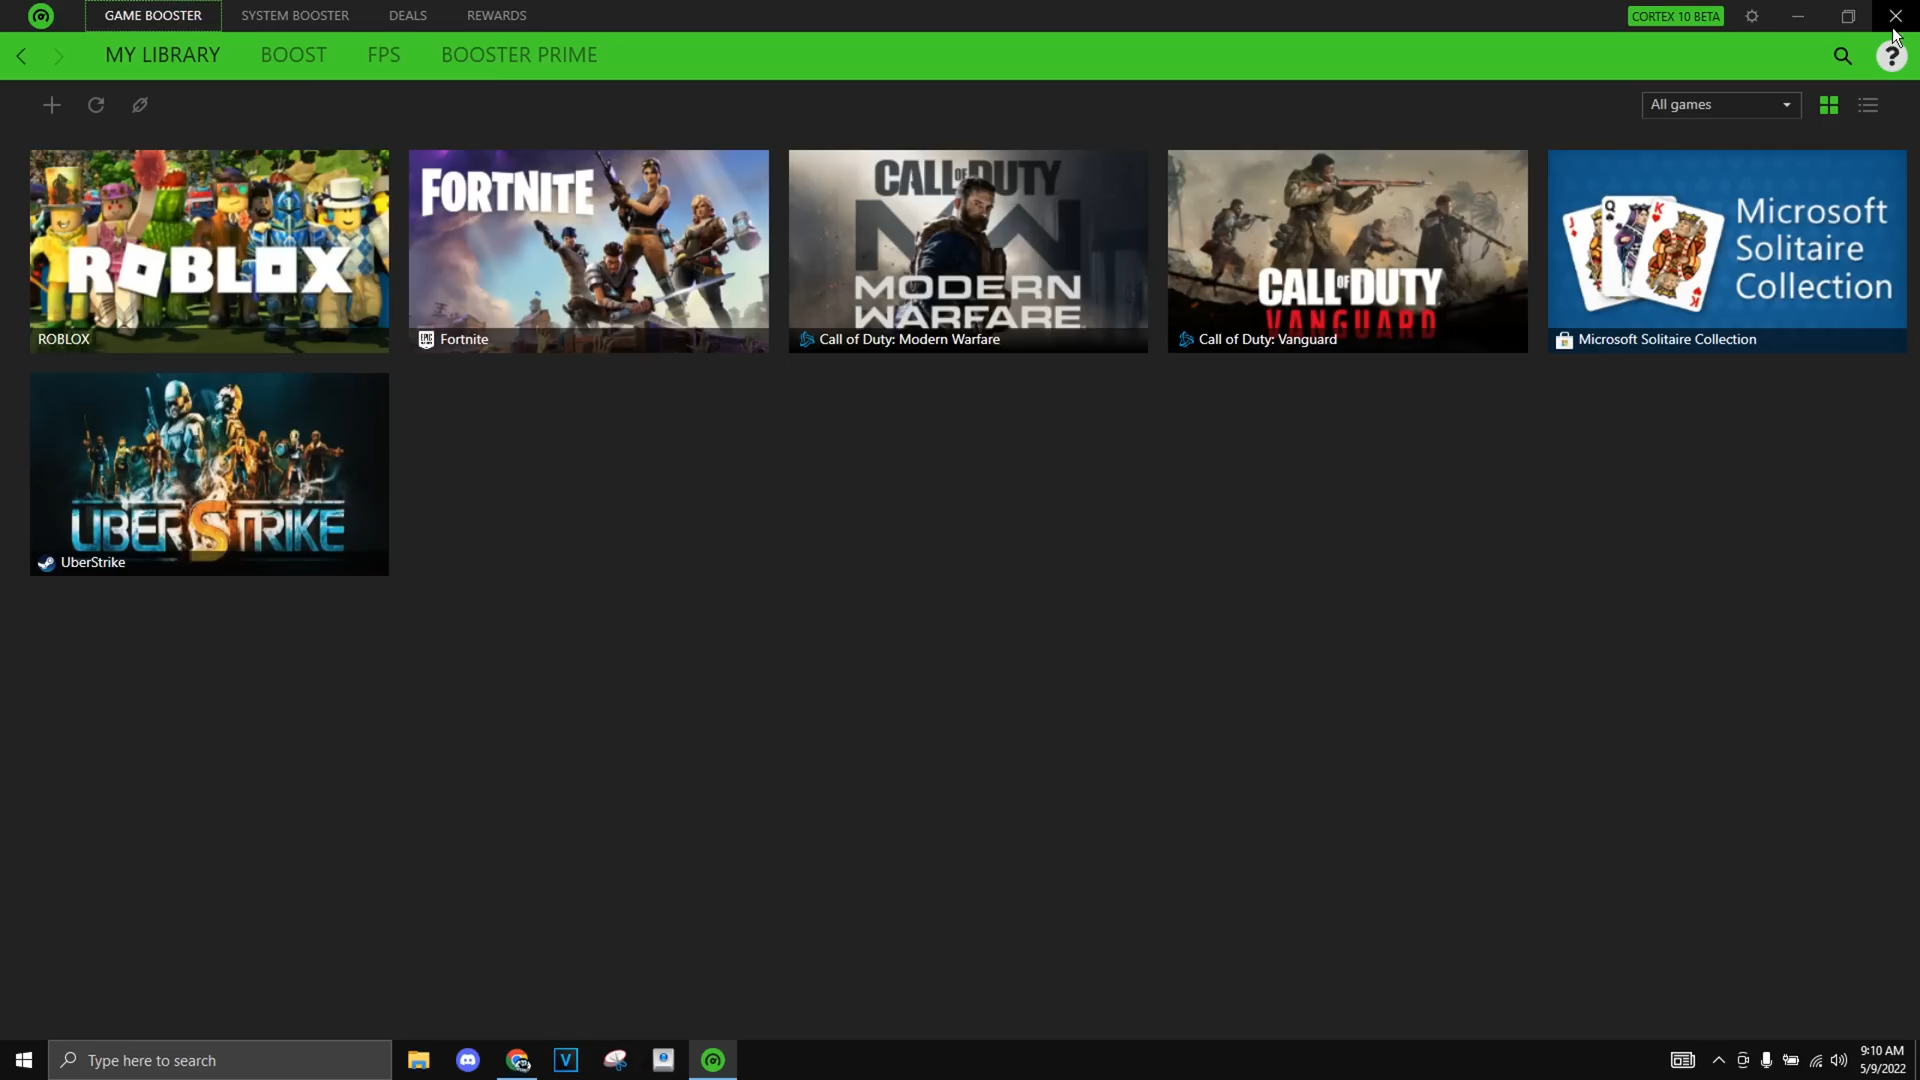 GAME BOOSTER SYSTEM BOOSTER DEALS REWARDS CORTEX 10 BETA
MY LIBRARY BOOST FPS BOOSTER PRIME ?
All games
ROBLOX
ROBLOX
FORTNITE
EPIC GAMES Fortnite
CALL OF DUTY
MW
MODERN
WARFARE
Call of Duty: Modern Warfare
CALL OF DUTY
VANGUARD
Call of Duty: Vanguard
J Q K K
Microsoft
Solitaire
Collection
Microsoft Solitaire Collection
UBERSTRIKE
UberStrike
Type here to search
V
9:10 AM
5/9/2022